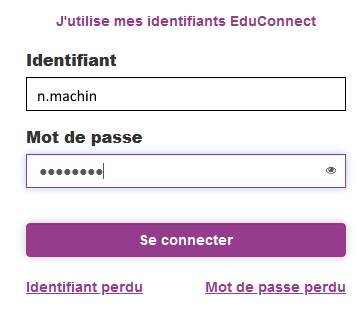 J'utilise mes identifiants EduConnect
Identifiant
n.machin
Mot de passe
●●●●●●●●
Se connecter
Identifiant perdu Mot de passe perdu